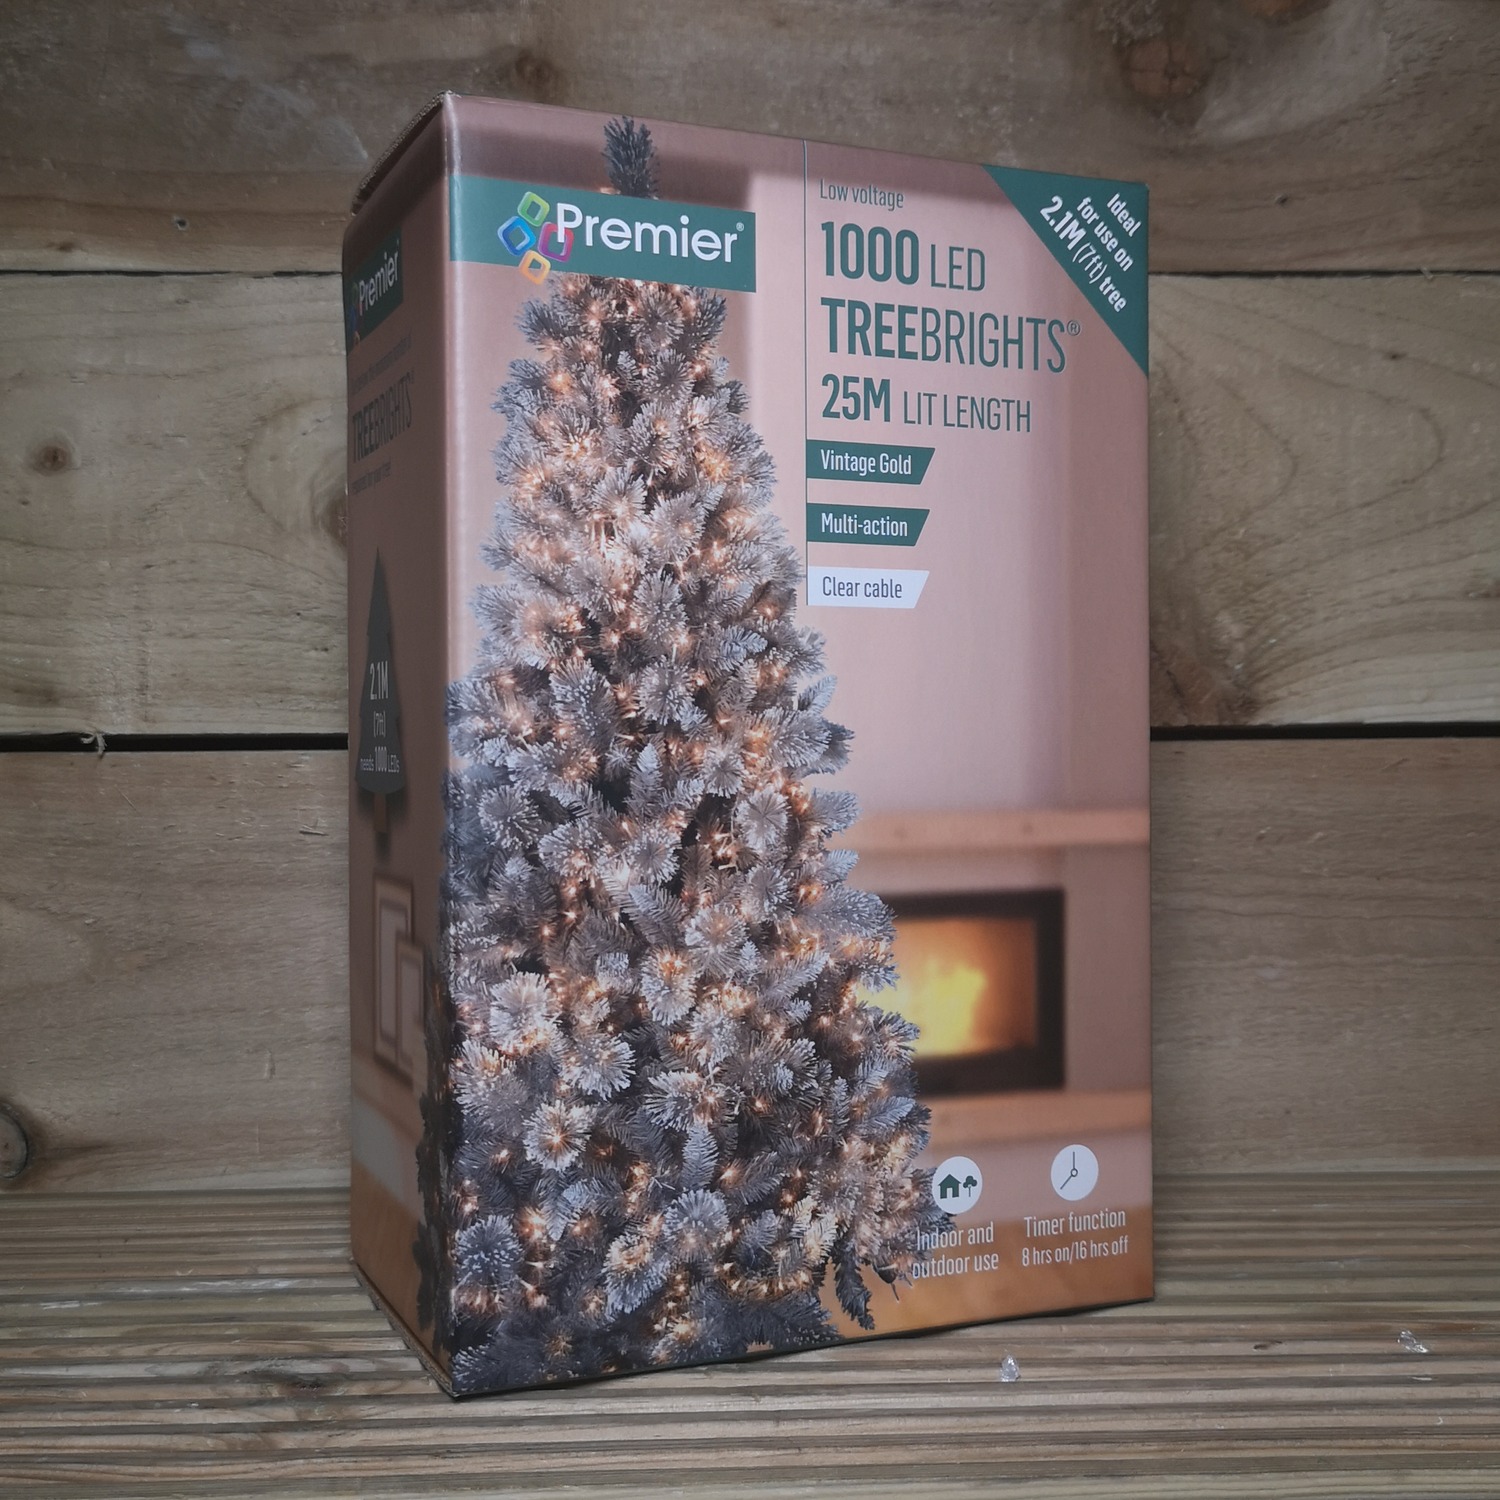 Premier®
Low voltage
1000 LED
TREEBRIGHTS®
25M LIT LENGTH
Vintage Gold
Multi-action
Clear cable
Ideal
for use on
2.1M (7ft) tree
Indoor and
outdoor use
Timer function
8 hrs on/16 hrs off
Premier
TREEBRIGHTS
2.1M
(7ft)
needs 1000 LEDs